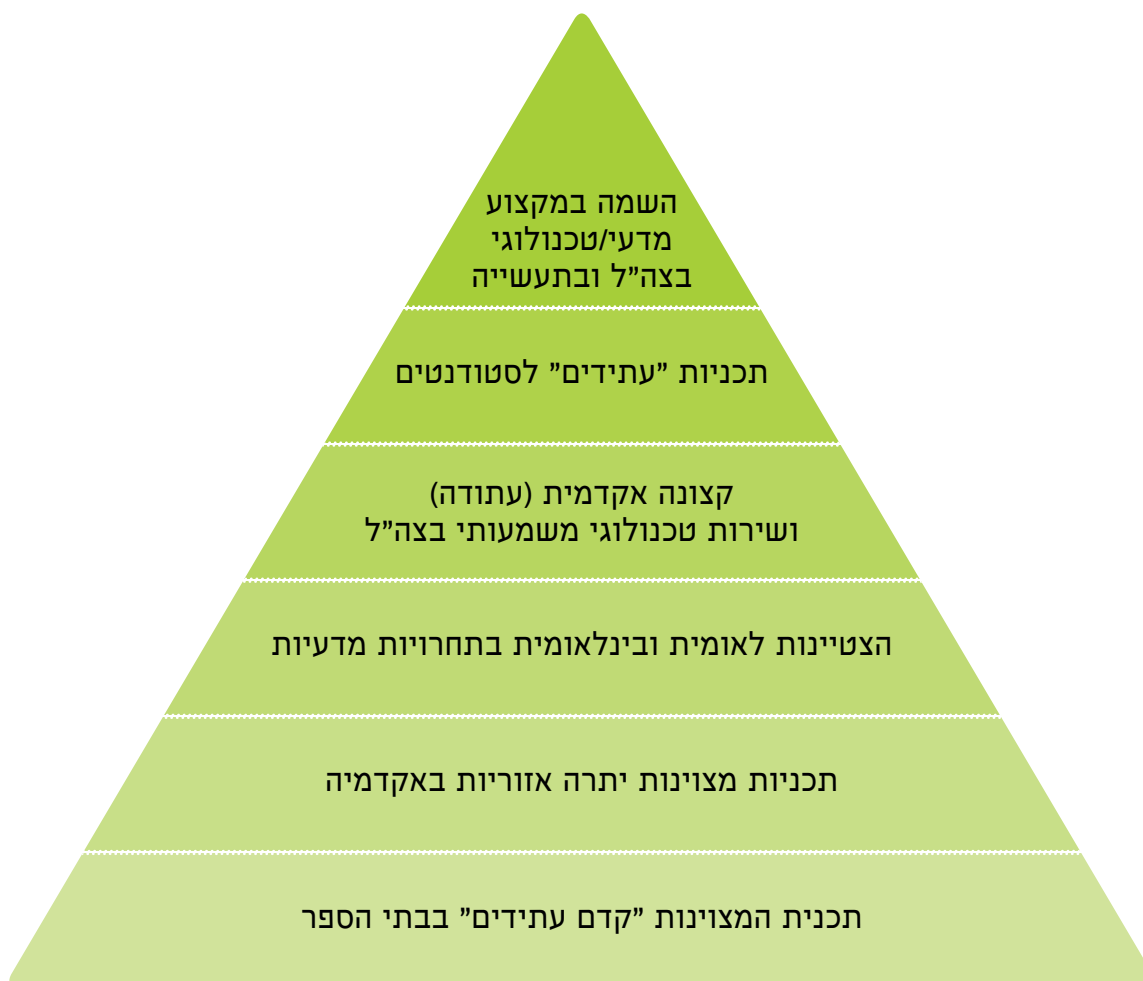 השמה במקצוע
מדעי/טכנולוגי
בצה״ל ובתעשייה
תכניות ״עתידים״ לסטודנטים
קצונה אקדמית (עתודה)
ושירות טכנולוגי משמעותי בצה״ל
הצטיינות לאומית ובינלאומית בתחרויות מדעיות
תכניות מצוינות יתרה אזוריות באקדמיה
תכנית המצוינות ״קדם עתידים״ בבתי הספר